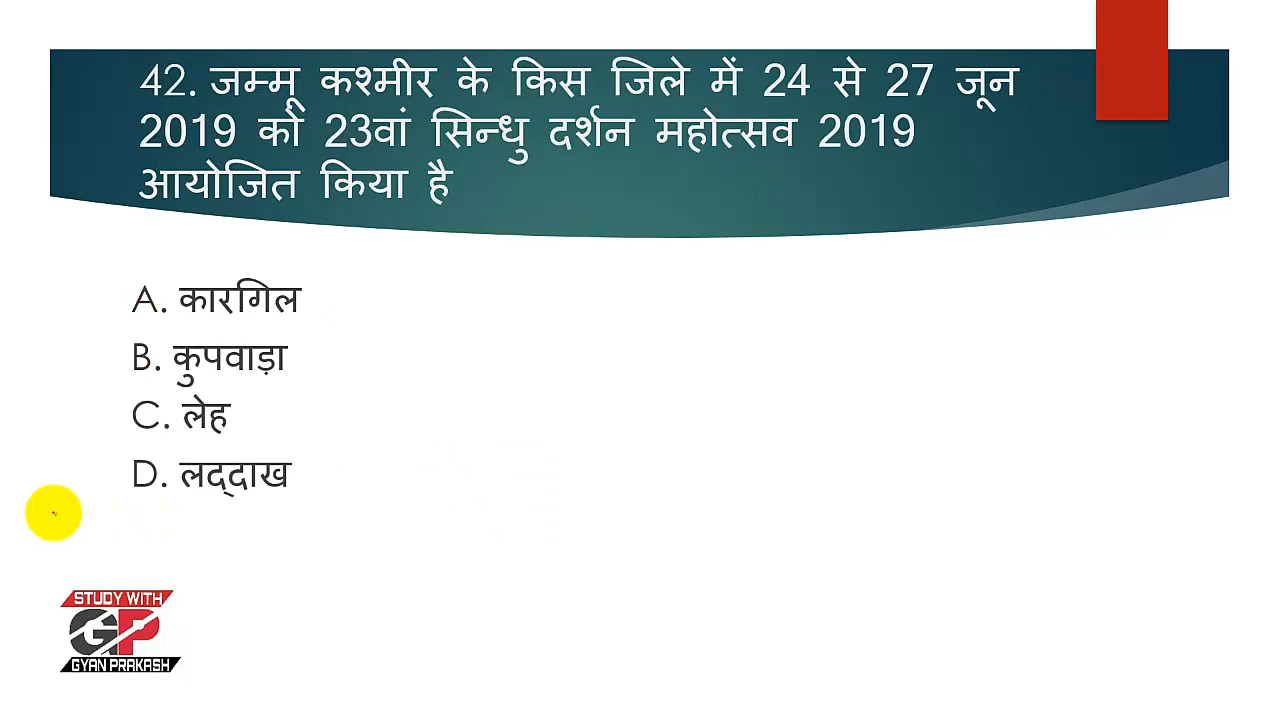 42. जम्मू कश्मीर के किस जिले में 24 से 27 जून
2019 को 23वां सिन्धु दर्शन महोत्सव 2019
आयोजित किया है
A. कारगिल
B. कुपवाड़ा
C. लेह
D. लद्दाख
STUDY WITH
GP
GYAN PRAKASH